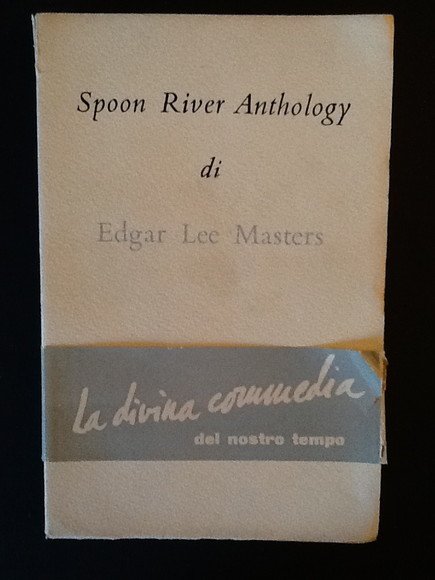 Spoon River Anthology
di
Edgar Lee Masters
la divina commedia
del nostro tempo